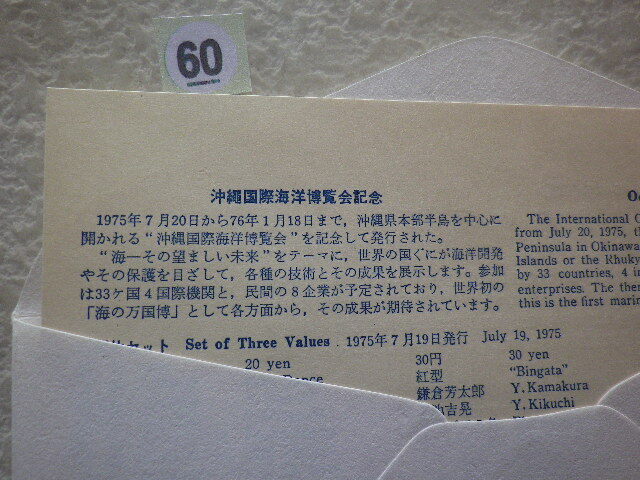 60
沖繩国際海洋博覧会記念
1975年7月20日から76年1月18日まで，沖縄県本部半島を中心に
開かれる“沖縄国際海洋博覧会”を記念して発行された。
“海―その望ましい未来”をテーマに，世界の国ぐにが海洋開発
やその保護を目ざして，各種の技術とその成果を展示します。参加
は33ケ国4国際機関と，民間の8企業が予定されており，世界初の
「海の万国博」として各方面から，その成果が期待されています。
The International
from July 20, 1975,
Peninsula in Okinawa
Islands or the Rhuky
by 33 countries, 4
enterprises. The
this is the first
セット Set of Three Values 1975年7月19日発行 July 19, 1975
20 yen 30円 30 yen
Dance 紅型 “Bingata”
鎌倉芳太郎 Y. Kamakura
吉晃 Y. Kikuchi